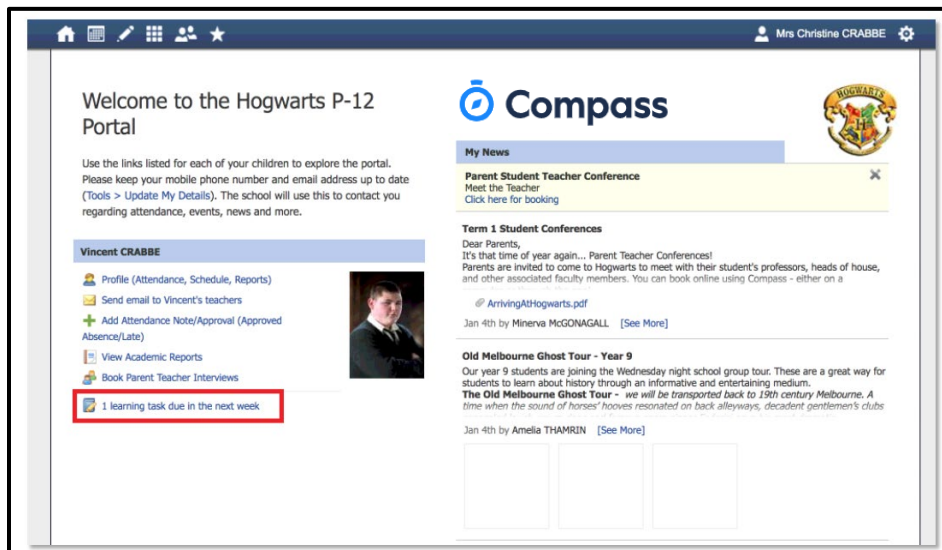 Mrs Christine CRABBE
Welcome to the Hogwarts P-12
Portal
Use the links listed for each of your children to explore the portal.
Please keep your mobile phone number and email address up to date
(Tools > Update My Details). The school will use this to contact you
regarding attendance, events, news and more.
Vincent CRABBE
Profile (Attendance, Schedule, Reports)
Send email to Vincent's teachers
Add Attendance Note/Approval (Approved
Absence/Late)
View Academic Reports
Book Parent Teacher Interviews
1 learning task due in the next week
Compass
HOGWARTS
My News
Parent Student Teacher Conference
Meet the Teacher
Click here for booking
Term 1 Student Conferences
Dear Parents,
It's that time of year again... Parent Teacher Conferences!
Parents are invited to come to Hogwarts to meet with their student's professors, heads of house,
and other associated faculty members. You can book online using Compass - either on a
ArrivingAtHogwarts.pdf
Jan 4th by Minerva McGONAGALL [See More]
Old Melbourne Ghost Tour - Year 9
Our year 9 students are joining the Wednesday night school group tour. These are a great way for
students to learn about history through an informative and entertaining medium.
The Old Melbourne Ghost Tour - we will be transported back to 19th century Melbourne. A
time when the sound of horses' hooves resonated on back alleyways, decadent gentlemen's clubs
Jan 4th by Amelia THAMRIN [See More]